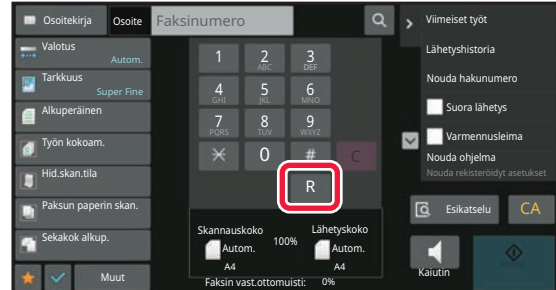 Osoitekirja
Osoite
Faksinumero
Viimeiset työt
Valotus
Autom.
Tarkkuus
Super Fine
Alkuperäinen
Työn kokoam.
Hid.skan.tila
Paksun paperin skan.
Sekakok alkup.
Muut
1
2
ABC
3
DEF
4
GHI
5
JKL
6
MNO
7
PQRS
8
TUV
9
WXYZ
0
#
C
R
Skannauskoko
Autom.
A4
100%
Lähetyskoko
Autom.
A4
Faksin vast.ottomuisti: 0%
Lähetyshistoria
Nouda hakunumero
Suora lähetys
Varmennusleima
Nouda ohjelma
Nouda rekisteröidyt asetukset
Esikatselu
CA
Kaiutin